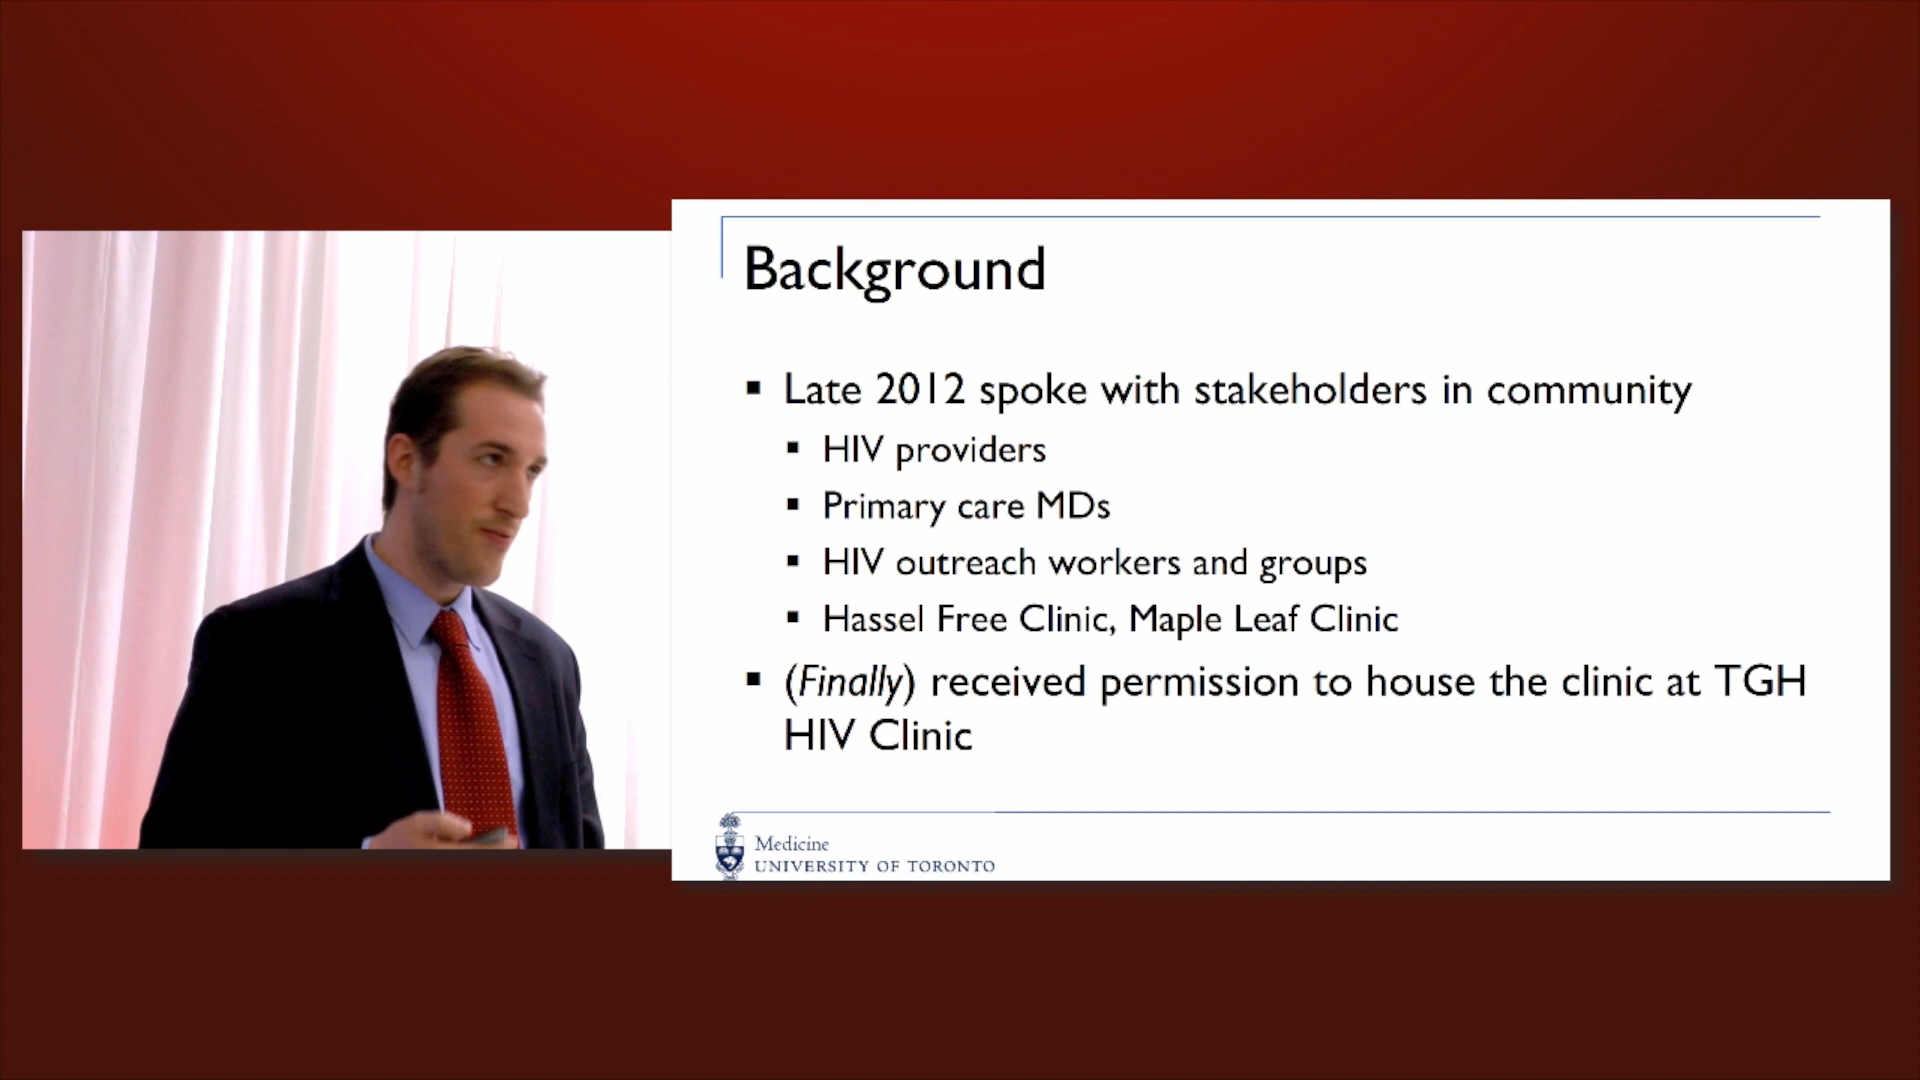 Background
▪ Late 2012 spoke with stakeholders in community
▪ HIV providers
▪ Primary care MDs
▪ HIV outreach workers and groups
▪ Hassel Free Clinic, Maple Leaf Clinic
▪ (Finally) received permission to house the clinic at TGH
HIV Clinic
Medicine
UNIVERSITY OF TORONTO